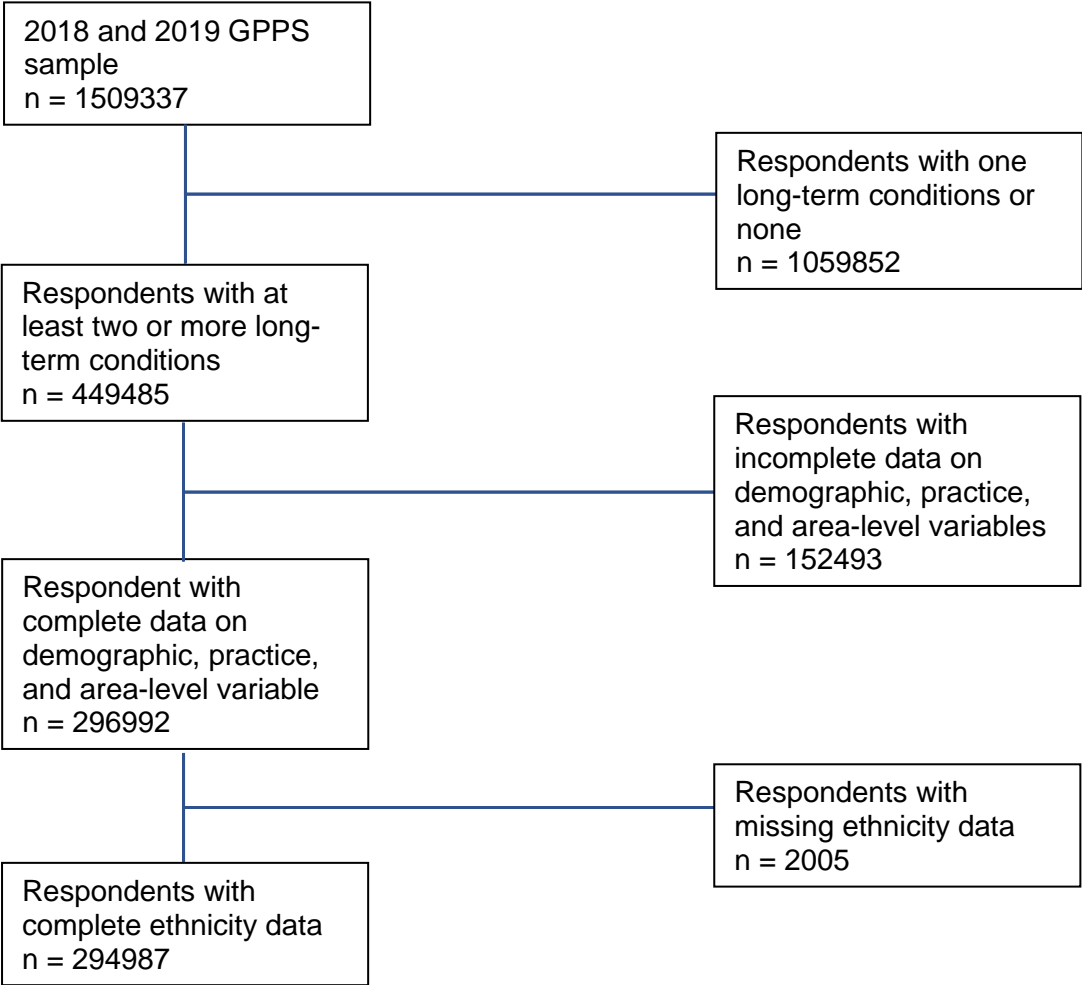 2018 and 2019 GPPS
sample
n = 1509337
Respondents with one
long-term conditions or
none
n = 1059852
Respondents with at
least two or more long-
term conditions
n = 449485
Respondents with
incomplete data on
demographic, practice,
and area-level variables
n = 152493
Respondent with
complete data on
demographic, practice,
and area-level variable
n = 296992
Respondents with
missing ethnicity data
n = 2005
Respondents with
complete ethnicity data
n = 294987